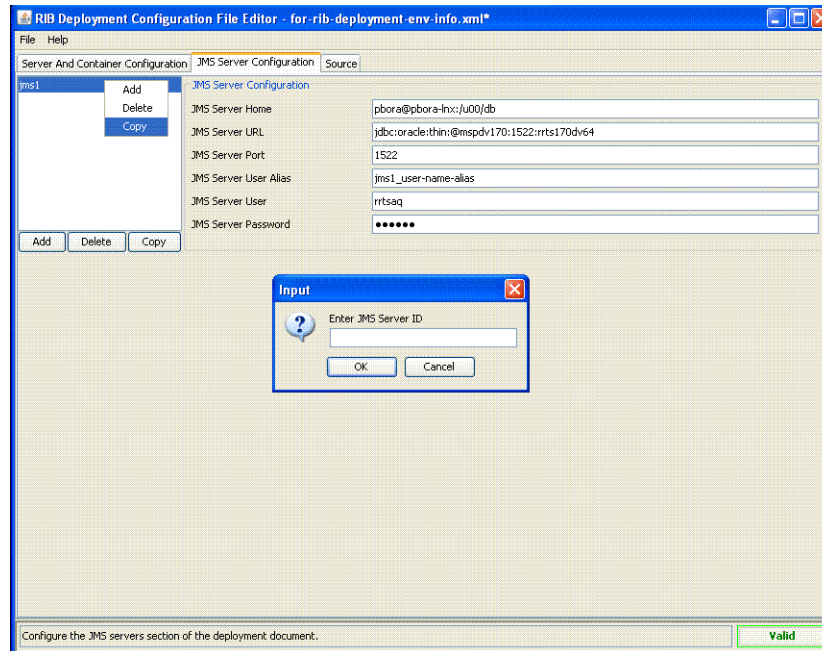 RIB Deployment Configuration File Editor - for-rib-deployment-env-info.xml*
File Help
Server And Container Configuration JMS Server Configuration Source
jms1
Add
Delete
Copy
JMS Server Configuration
JMS Server Home pbora@pbora-lnx:/u00/db
JMS Server URL jdbc:oracle:thin:@mspdv170:1522:rrts170dv64
JMS Server Port 1522
JMS Server User Alias jms1_user-name-alias
JMS Server User rrtsaq
JMS Server Password ●●●●●●
Add Delete Copy
Input
Enter JMS Server ID
OK Cancel
Configure the JMS servers section of the deployment document. Valid